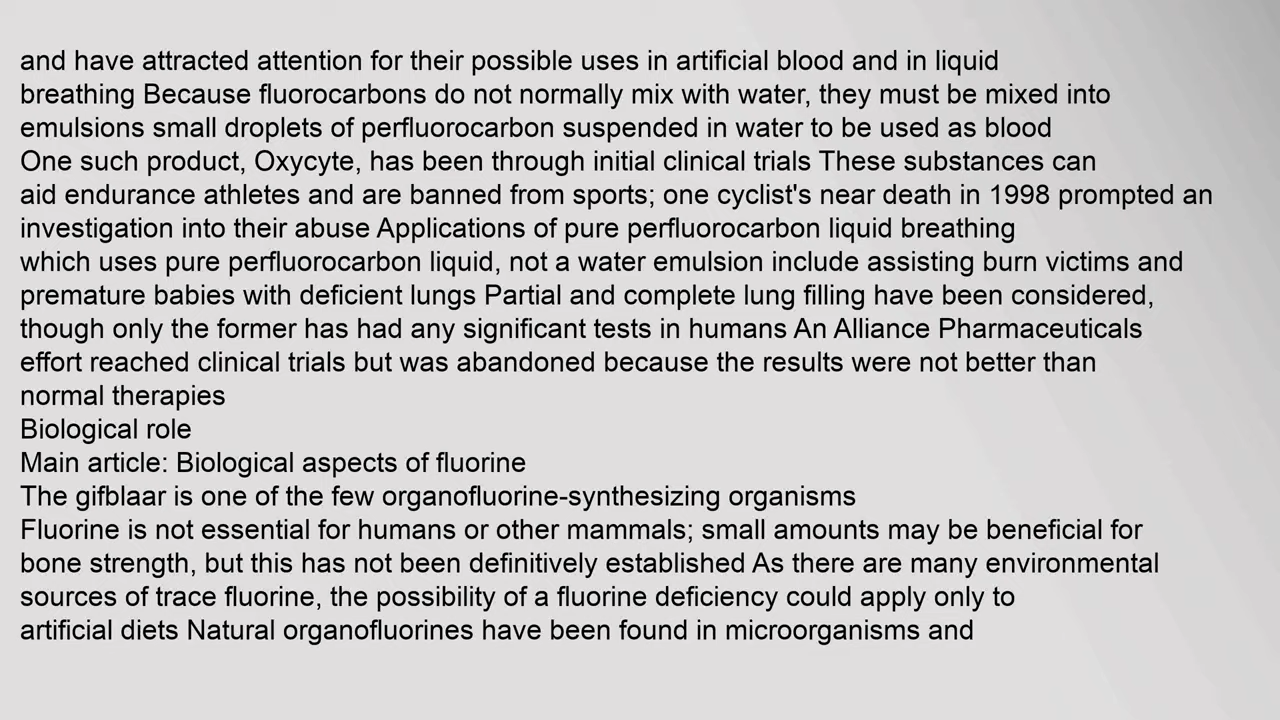 and have attracted attention for their possible uses in artificial blood and in liquid
breathing Because fluorocarbons do not normally mix with water, they must be mixed into
emulsions small droplets of perfluorocarbon suspended in water to be used as blood
One such product, Oxycyte, has been through initial clinical trials These substances can
aid endurance athletes and are banned from sports; one cyclist's near death in 1998 prompted an
investigation into their abuse Applications of pure perfluorocarbon liquid breathing
which uses pure perfluorocarbon liquid, not a water emulsion include assisting burn victims and
premature babies with deficient lungs Partial and complete lung filling have been considered,
though only the former has had any significant tests in humans An Alliance Pharmaceuticals
effort reached clinical trials but was abandoned because the results were not better than
normal therapies
Biological role
Main article: Biological aspects of fluorine
The gifblaar is one of the few organofluorine-synthesizing organisms
Fluorine is not essential for humans or other mammals; small amounts may be beneficial for
bone strength, but this has not been definitively established As there are many environmental
sources of trace fluorine, the possibility of a fluorine deficiency could apply only to
artificial diets Natural organofluorines have been found in microorganisms and